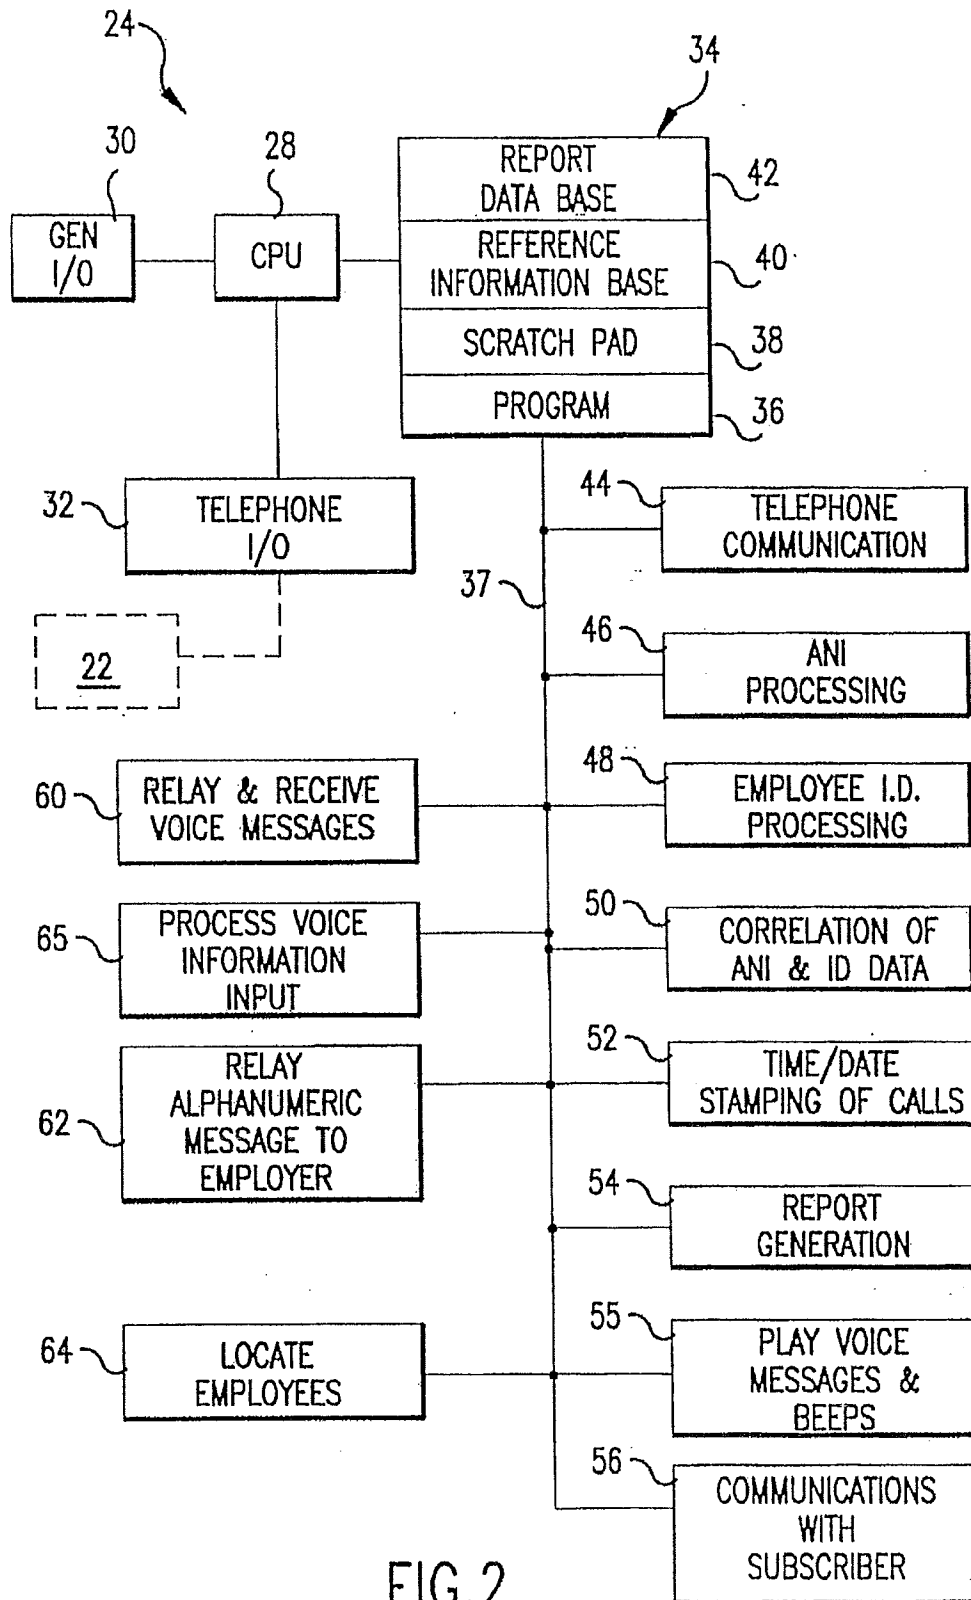 24
34
30
28
REPORT
DATA BASE
42
GEN
I/O
CPU
REFERENCE
INFORMATION BASE
40
SCRATCH PAD
38
PROGRAM
36
32
TELEPHONE
I/O
44
TELEPHONE
COMMUNICATION
37
22
46
ANI
PROCESSING
60
RELAY & RECEIVE
VOICE MESSAGES
48
EMPLOYEE I.D.
PROCESSING
65
PROCESS VOICE
INFORMATION
INPUT
50
CORRELATION OF
ANI & ID DATA
62
RELAY
ALPHANUMERIC
MESSAGE TO
EMPLOYER
52
TIME/DATE
STAMPING OF CALLS
54
REPORT
GENERATION
64
LOCATE
EMPLOYEES
55
PLAY VOICE
MESSAGES &
BEEPS
56
COMMUNICATIONS
WITH
SUBSCRIBER
FIG.2